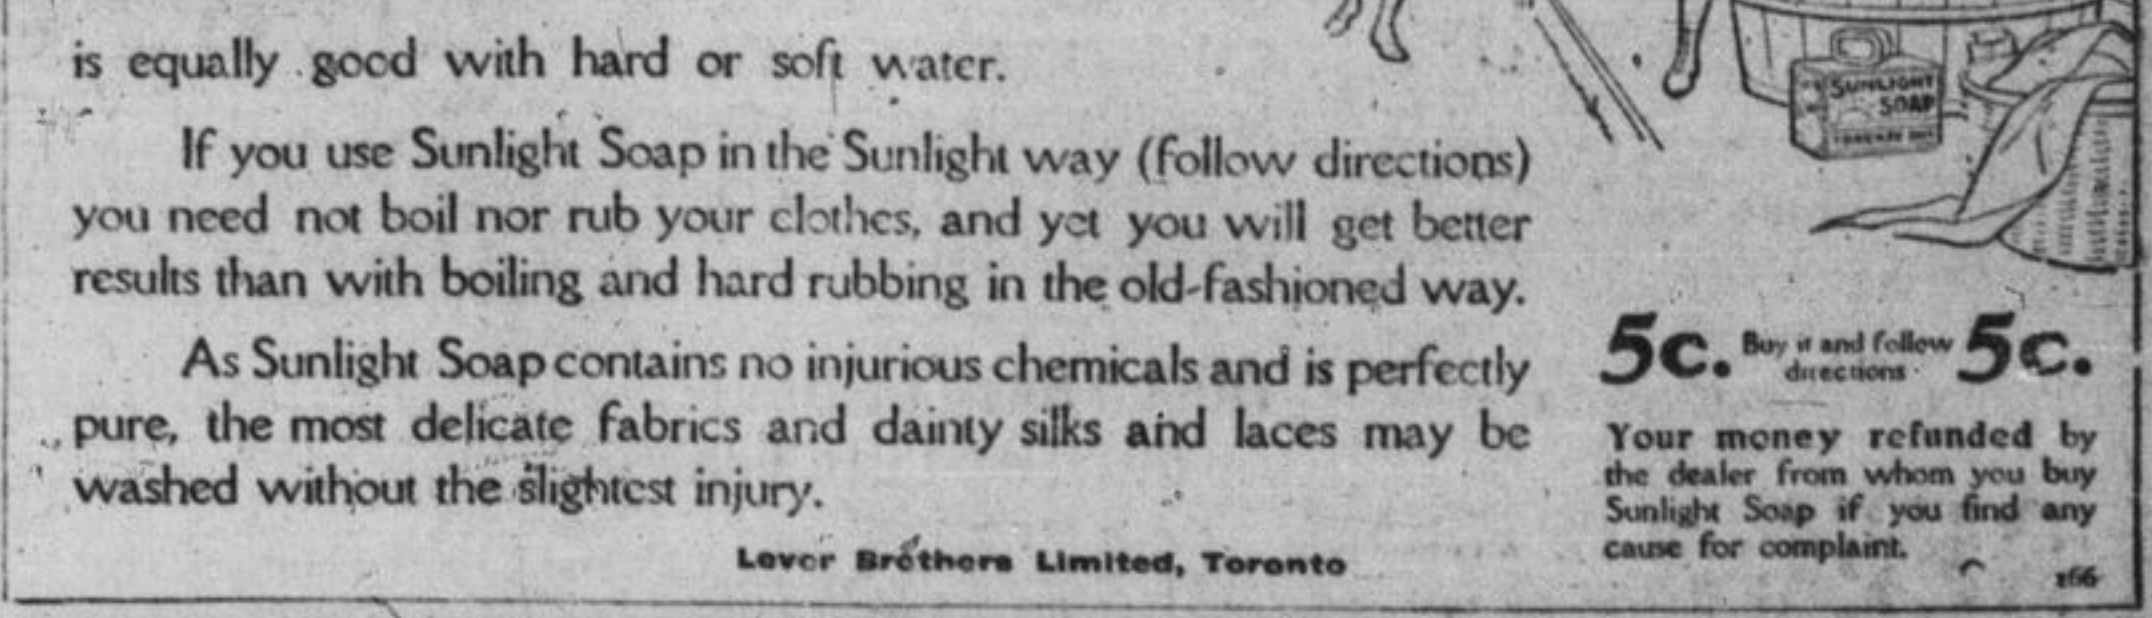 is equally good with hard or soft water.
If you use Sunlight Soap in the Sunlight way (follow directions)
you need not boil nor rub your clothes, and yet you will get better
results than with boiling and hard rubbing in the old-fashioned way.
As Sunlight Soap contains no injurious chemicals and is perfectly
pure, the most delicate fabrics and dainty silks and laces may be
washed without the slightest injury.
Lever Brothers Limited, Toronto
SUNLIGHT
SOAP
5c. Buy it and follow 5c.
directions
Your money refunded by
the dealer from whom you buy
Sunlight Soap if you find any
cause for complaint.
166